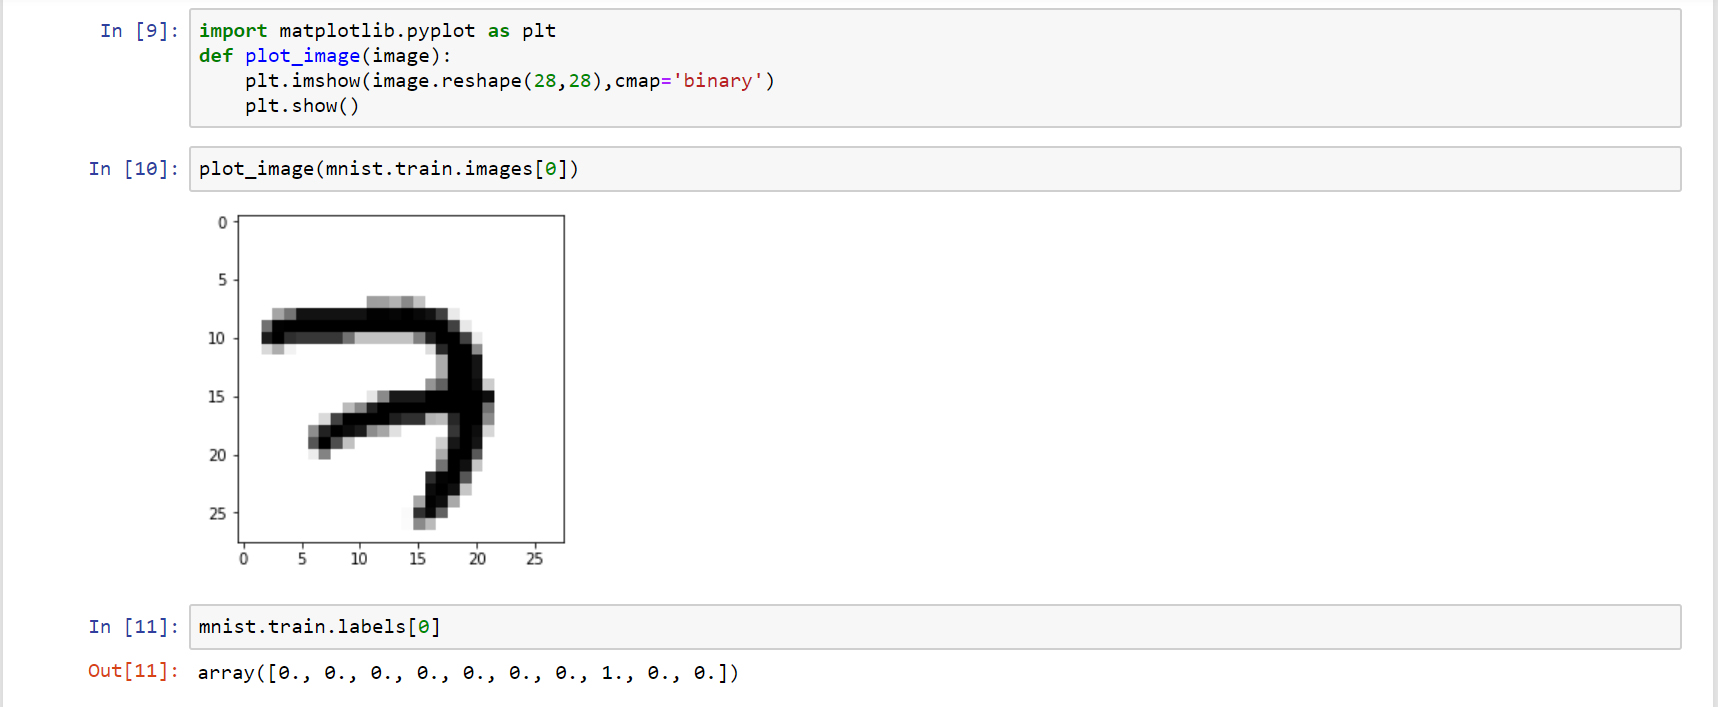 In [9]: import matplotlib.pyplot as plt
def plot_image(image):
    plt.imshow(image.reshape(28,28),cmap='binary')
    plt.show()
In [10]: plot_image(mnist.train.images[0])
0
5
10
15
20
25
0 5 10 15 20 25
In [11]: mnist.train.labels[0]
Out[11]: array([0., 0., 0., 0., 0., 0., 0., 1., 0., 0.])